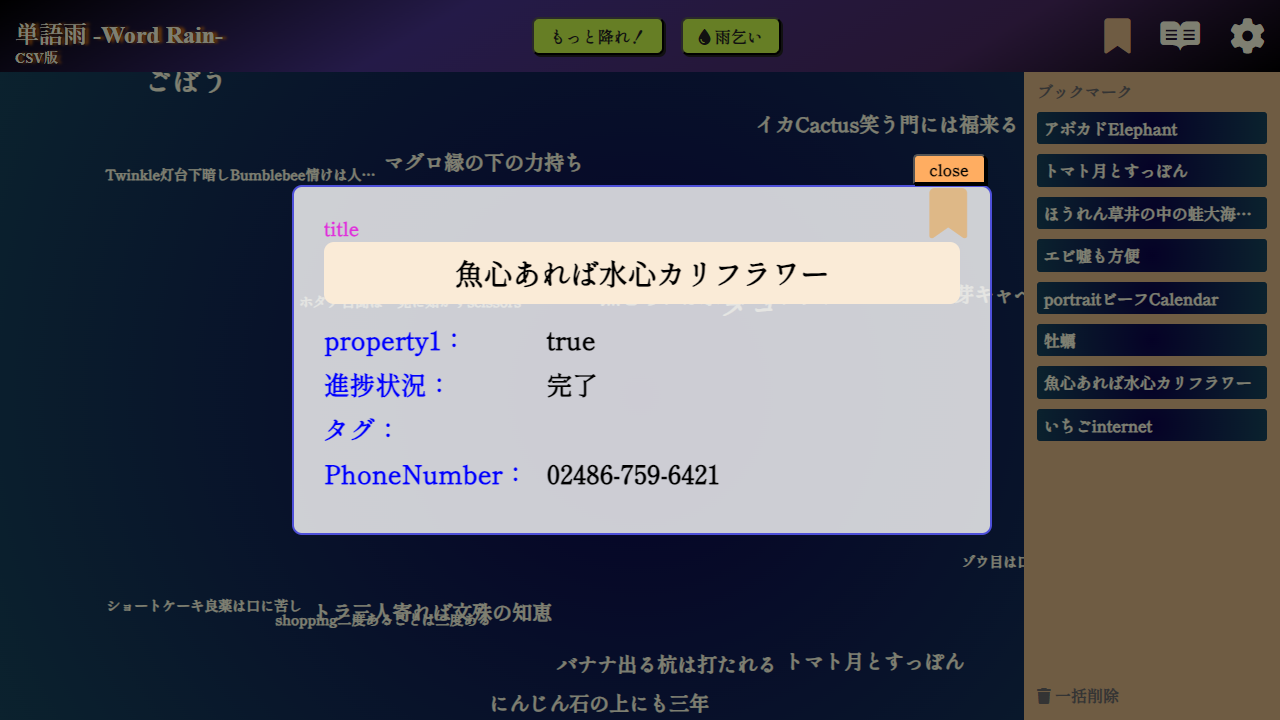 単語雨 -Word Rain-
CSV版
もっと降れ！
雨乞い
ごぼう
イカCactus笑う門には福来る
マグロ縁の下の力持ち
Twinkle灯台下暗しBumblebee情けは人…
close
title
魚心あれば水心カリフラワー
property1：
true
進捗状況：
完了
タグ：
PhoneNumber：
02486-759-6421
芽キャベ
ゾウ目は口
ショートケーキ良薬は口に苦し
トラ三人寄れば文殊の知恵
shopping二度あることは三度ある
バナナ出る杭は打たれる
トマト月とすっぽん
にんじん石の上にも三年
ブックマーク
アボカドElephant
トマト月とすっぽん
ほうれん草井の中の蛙大海…
エビ嘘も方便
portraitビーフCalendar
牡蠣
魚心あれば水心カリフラワー
いちごinternet
一括削除